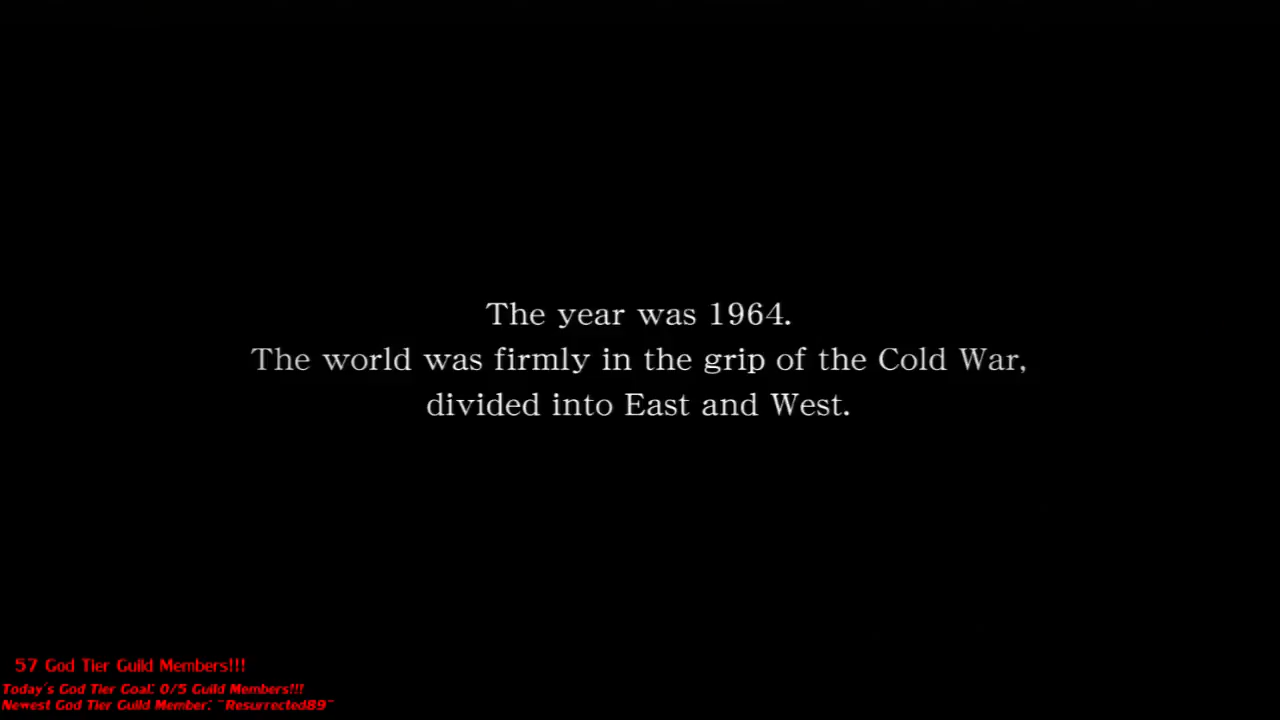 The year was 1964.
The world was firmly in the grip of the Cold War,
divided into East and West.
57 God Tier Guild Members!!!
Today's God Tier Goal: 0/5 Guild Members!!!
Newest God Tier Guild Member: "Resurrected89"